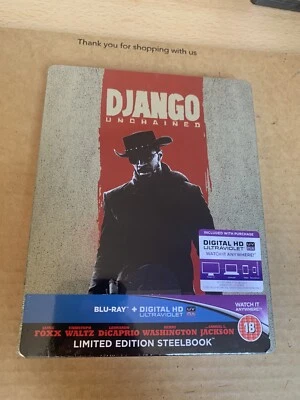 Thank you for shopping with us
DJANGO
UNCHAINED
INCLUDED WITH PURCHASE
DIGITAL HD
ULTRAVIOLET
WATCH IT ANYWHERE!
BLU-RAY + DIGITAL HD
ULTRAVIOLET
WATCH IT
ANYWHERE!
FOXX WALTZ DiCAPRIO WASHINGTON JACKSON
18
LIMITED EDITION STEELBOOK